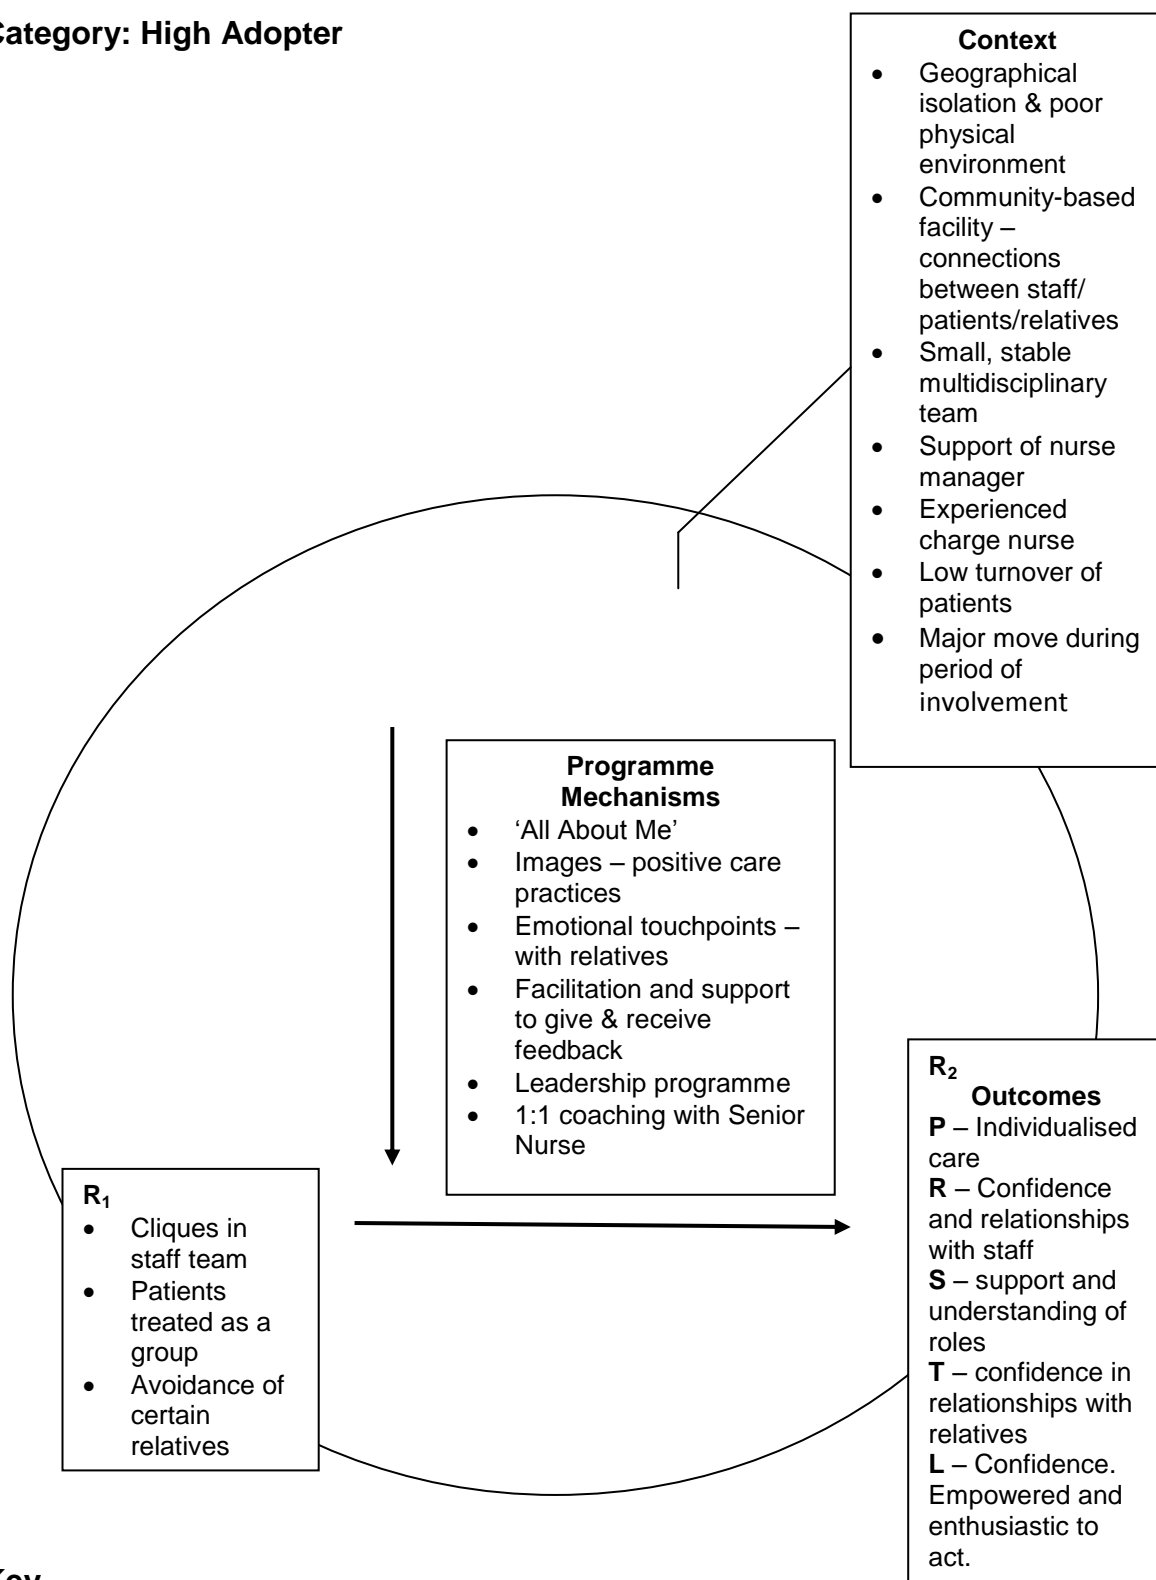 Category: High Adopter
Context
• Geographical
isolation & poor
physical
environment
• Community-based
facility –
connections
between staff/
patients/relatives
• Small, stable
multidisciplinary
team
• Support of nurse
manager
• Experienced
charge nurse
• Low turnover of
patients
• Major move during
period of
involvement
Programme
Mechanisms
• ‘All About Me’
• Images – positive care
practices
• Emotional touchpoints –
with relatives
• Facilitation and support
to give & receive
feedback
• Leadership programme
• 1:1 coaching with Senior
Nurse
R₁
• Cliques in
staff team
• Patients
treated as a
group
• Avoidance of
certain
relatives
R₂
Outcomes
P – Individualised
care
R – Confidence
and relationships
with staff
S – support and
understanding of
roles
T – confidence in
relationships with
relatives
L – Confidence.
Empowered and
enthusiastic to
act.
Key